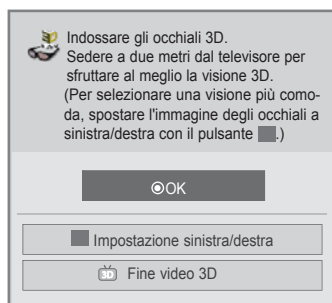 Indossare gli occhiali 3D.
Sedere a due metri dal televisore per
sfruttare al meglio la visione 3D.
(Per selezionare una visione più como-
da, spostare l'immagine degli occhiali a
sinistra/destra con il pulsante .)
OK
Impostazione sinistra/destra
3D Fine video 3D